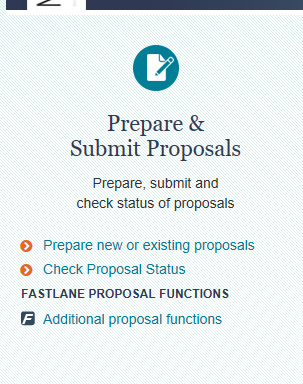 Prepare &
Submit Proposals
Prepare, submit and
check status of proposals
Prepare new or existing proposals
Check Proposal Status
FASTLANE PROPOSAL FUNCTIONS
F Additional proposal functions